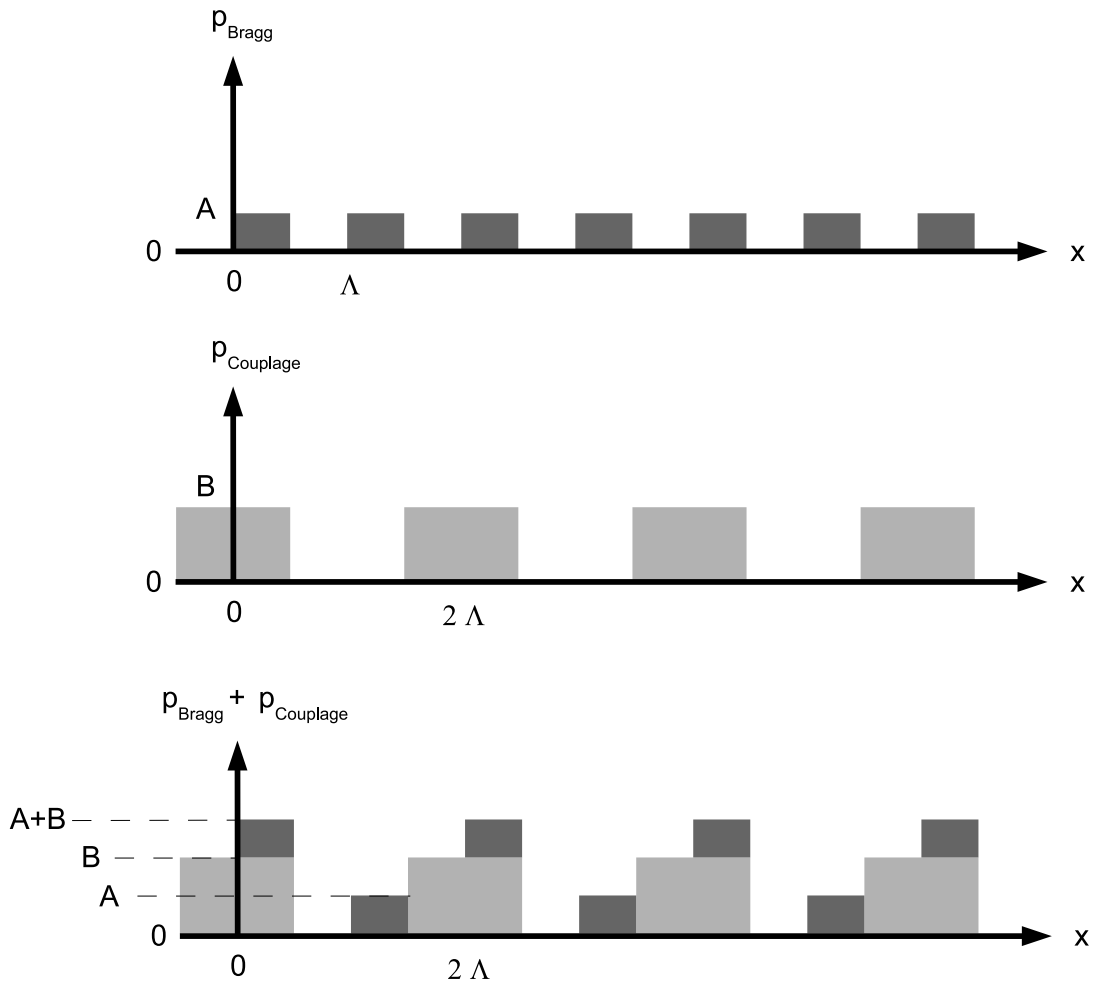 p_Bragg
A
0
x
0
Λ
p_Couplage
B
0
x
0
2 Λ
p_Bragg + p_Couplage
A+B
B
A
0
x
0
2 Λ